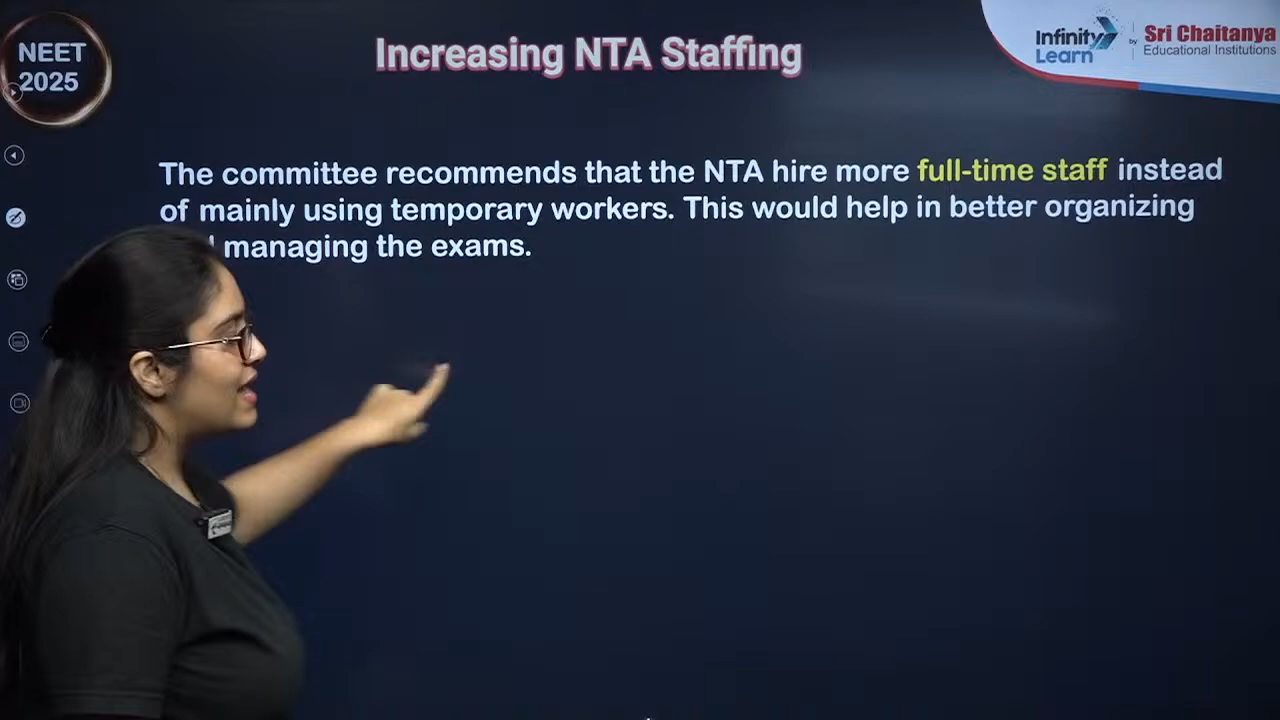 NEET
2025
Increasing NTA Staffing
Infinity
Learn
by
Sri Chaitanya
Educational Institutions
The committee recommends that the NTA hire more full-time staff instead
of mainly using temporary workers. This would help in better organizing
managing the exams.